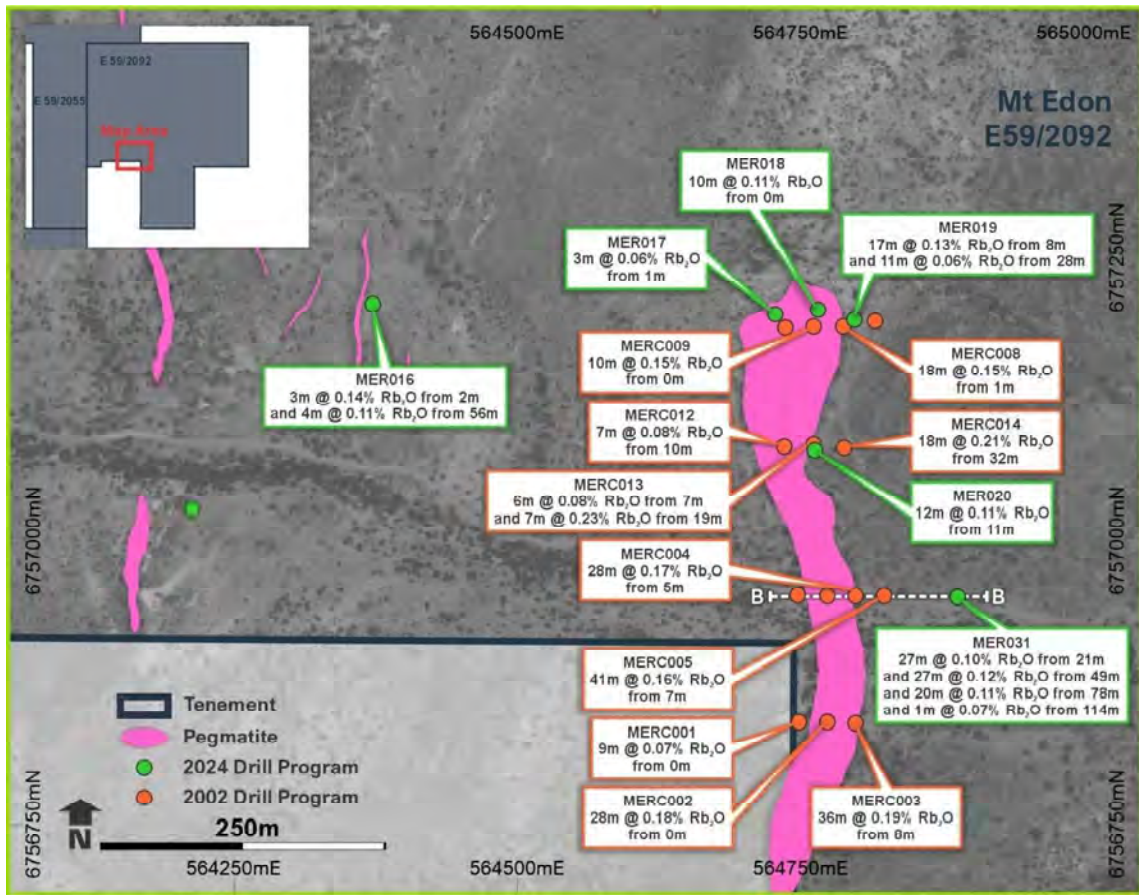 564500mE
564750mE
565000mE
E 59/2092
E 59/2055
Map Area
Mt Edon
E59/2092
MER018
10m @ 0.11% Rb₂O
from 0m
MER017
3m @ 0.06% Rb₂O
from 1m
MER019
17m @ 0.13% Rb₂O from 8m
and 11m @ 0.06% Rb₂O from 28m
6757250mN
MERC009
10m @ 0.15% Rb₂O
from 0m
MERC008
18m @ 0.15% Rb₂O
from 1m
MER016
3m @ 0.14% Rb₂O from 2m
and 4m @ 0.11% Rb₂O from 56m
MERC012
7m @ 0.08% Rb₂O
from 10m
MERC014
18m @ 0.21% Rb₂O
from 32m
MERC013
6m @ 0.08% Rb₂O from 7m
and 7m @ 0.23% Rb₂O from 19m
MER020
12m @ 0.11% Rb₂O
from 11m
6757000mN
6757000mN
MERC004
28m @ 0.17% Rb₂O
from 5m
B
B
MERC005
41m @ 0.16% Rb₂O
from 7m
MER031
27m @ 0.10% Rb₂O from 21m
and 27m @ 0.12% Rb₂O from 49m
and 20m @ 0.11% Rb₂O from 78m
and 1m @ 0.07% Rb₂O from 114m
MERC001
9m @ 0.07% Rb₂O
from 0m
MERC002
28m @ 0.18% Rb₂O
from 0m
MERC003
36m @ 0.19% Rb₂O
from 0m
Tenement
Pegmatite
2024 Drill Program
2002 Drill Program
N
250m
6756750mN
6756750mN
564250mE
564500mE
564750mE